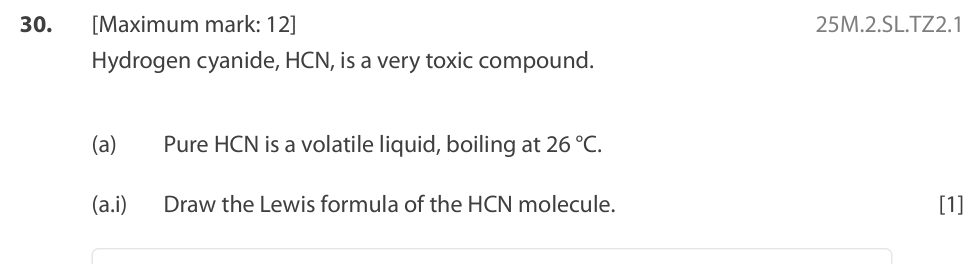 30. [Maximum mark: 12] 25M.2.SL.TZ2.1
Hydrogen cyanide, HCN, is a very toxic compound.
(a) Pure HCN is a volatile liquid, boiling at 26 °C.
(a.i) Draw the Lewis formula of the HCN molecule. [1]